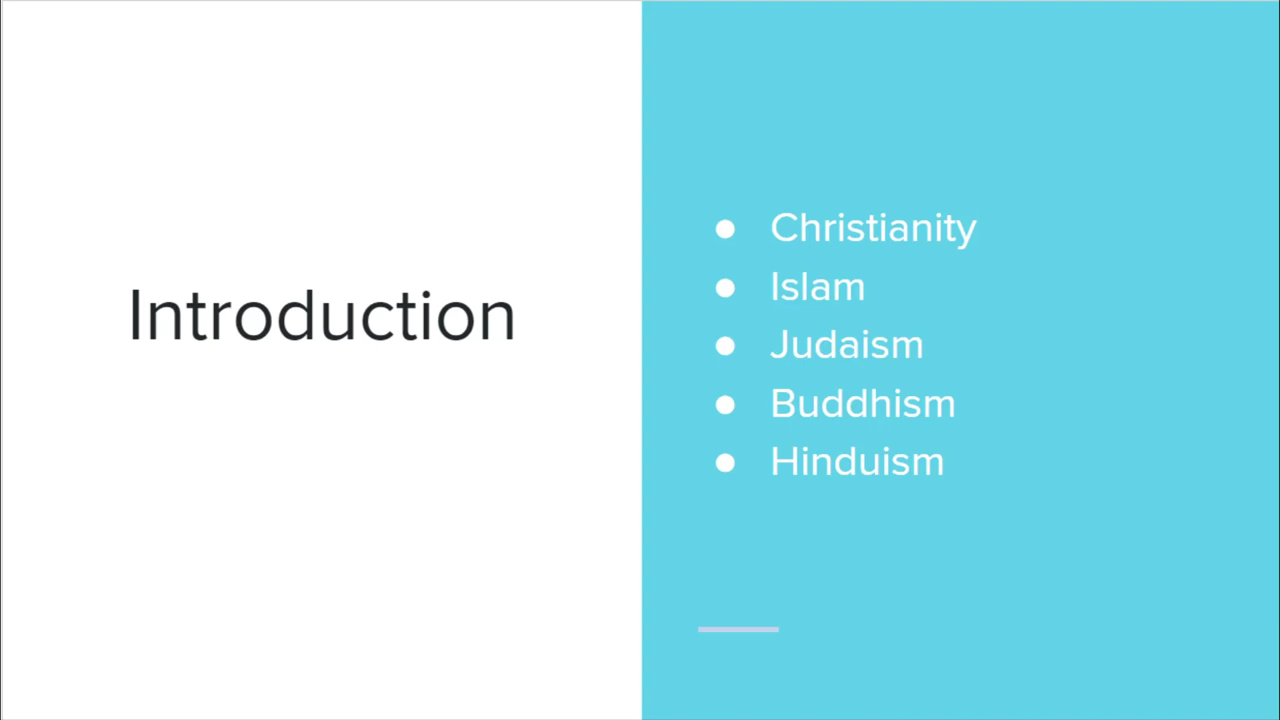 Introduction
● Christianity
● Islam
● Judaism
● Buddhism
● Hinduism